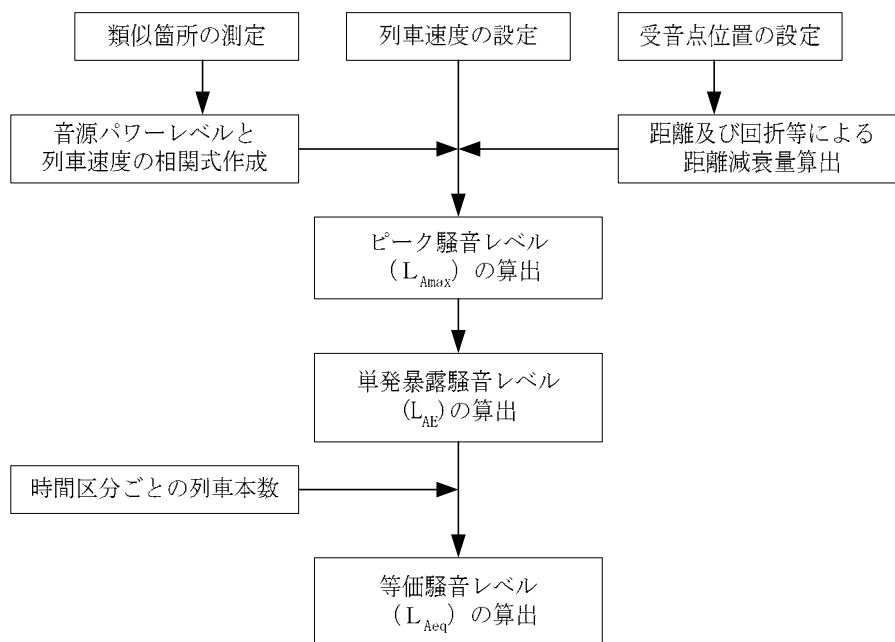 類似箇所の測定
列車速度の設定
受音点位置の設定
音源パワーレベルと
列車速度の相関式作成
距離及び回折等による
距離減衰量算出
ピーク騒音レベル
(LAmax)の算出
単発暴露騒音レベル
(LAE)の算出
時間区分ごとの列車本数
等価騒音レベル
(LAeq)の算出